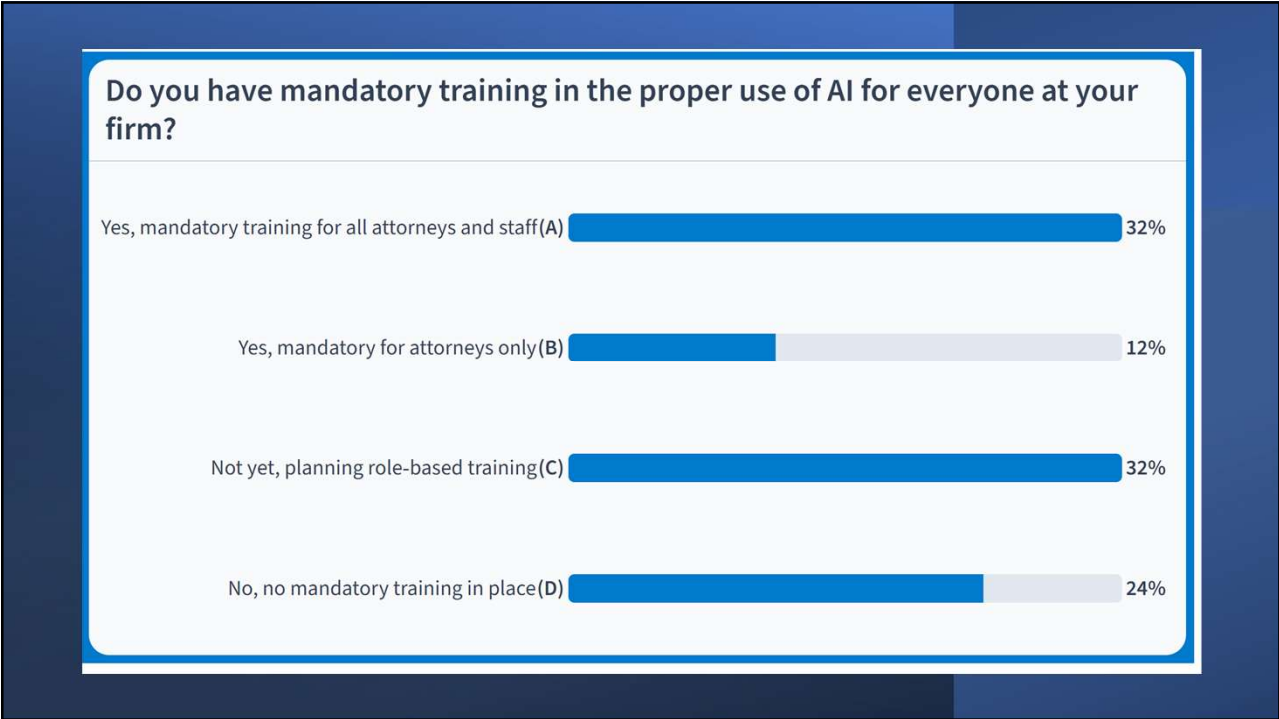 Do you have mandatory training in the proper use of AI for everyone at your
firm?
Yes, mandatory training for all attorneys and staff(A) 32%
Yes, mandatory for attorneys only(B) 12%
Not yet, planning role-based training(C) 32%
No, no mandatory training in place(D) 24%